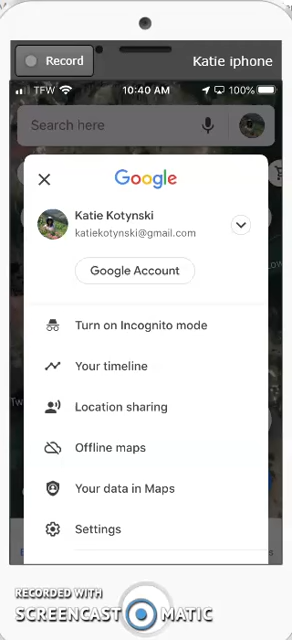 Record
Katie iphone
TFW 10:40 AM 100%
Search here
Google
Katie Kotynski
katiekotynski@gmail.com
Google Account
Turn on Incognito mode
Your timeline
Location sharing
Offline maps
Your data in Maps
Settings
RECORDED WITH
SCREENCAST MATIC